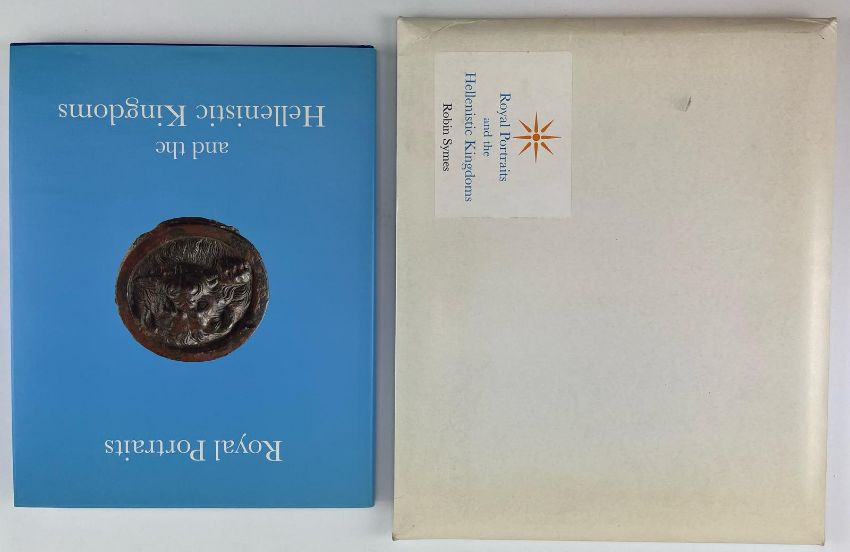 Royal Portraits
and the
Hellenistic Kingdoms
Royal Portraits
and the
Hellenistic Kingdoms
Robin Symes